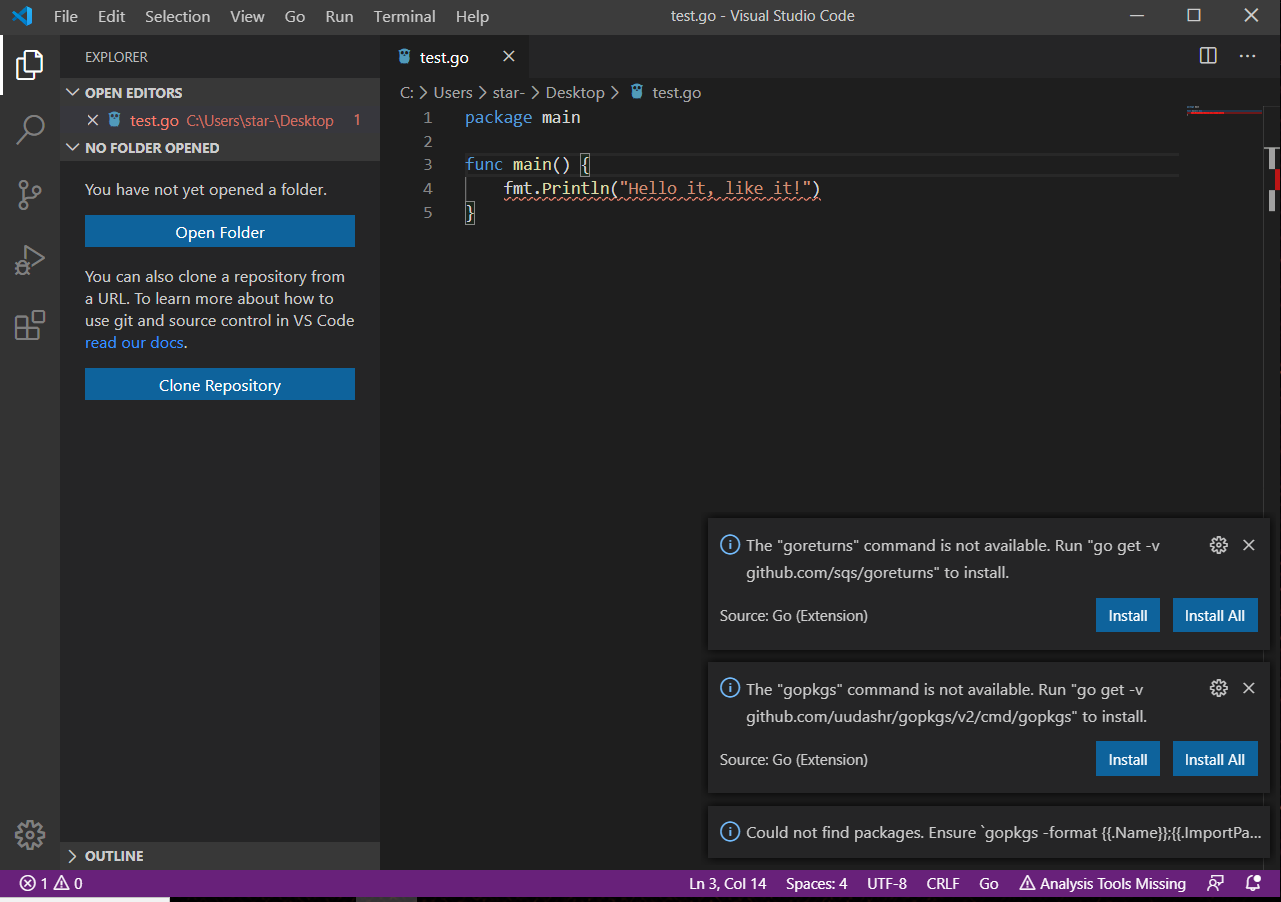 File Edit Selection View Go Run Terminal Help
test.go - Visual Studio Code
EXPLORER
OPEN EDITORS
test.go C:\Users\star-\Desktop 1
NO FOLDER OPENED
You have not yet opened a folder.
Open Folder
You can also clone a repository from
a URL. To learn more about how to
use git and source control in VS Code
read our docs.
Clone Repository
OUTLINE
test.go
C: > Users > star- > Desktop > test.go
1 package main
2
3 func main() {
4 fmt.Println("Hello it, like it!")
5 }
The "goreturns" command is not available. Run "go get -v
github.com/sqs/goreturns" to install.
Source: Go (Extension) Install Install All
The "gopkgs" command is not available. Run "go get -v
github.com/uudashr/gopkgs/v2/cmd/gopkgs" to install.
Source: Go (Extension) Install Install All
Could not find packages. Ensure `gopkgs -format {{.Name}};{{.ImportPa...
1 0 Ln 3, Col 14 Spaces: 4 UTF-8 CRLF Go Analysis Tools Missing